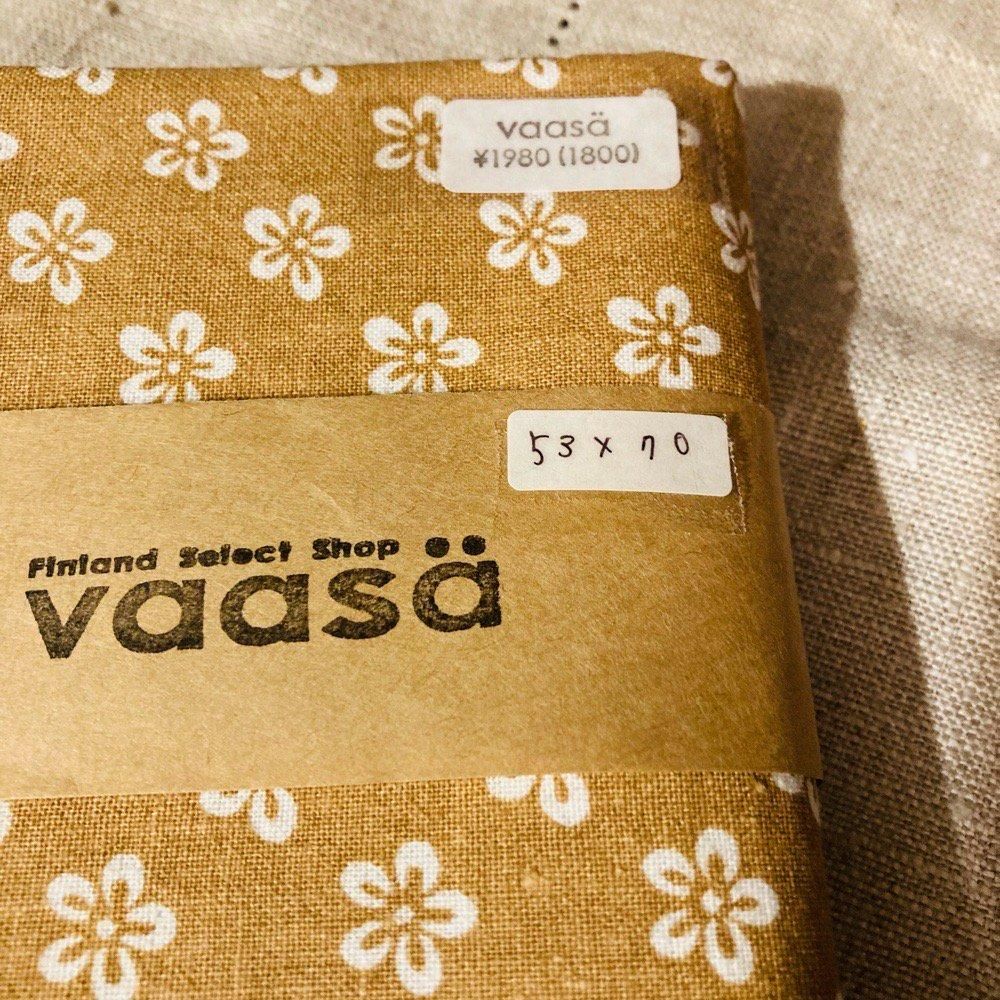 vaasä
¥1980 (1800)
53 x 70
Finland Select Shop
vaasä